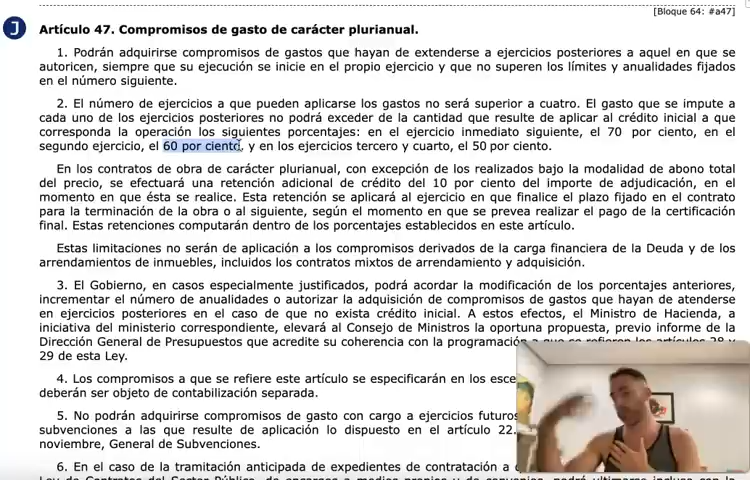 [Bloque 64: #a47]
J
Artículo 47. Compromisos de gasto de carácter plurianual.
1. Podrán adquirirse compromisos de gastos que hayan de extenderse a ejercicios posteriores a aquel en que se
autoricen, siempre que su ejecución se inicie en el propio ejercicio y que no superen los límites y anualidades fijados
en el número siguiente.
2. El número de ejercicios a que pueden aplicarse los gastos no será superior a cuatro. El gasto que se impute a
cada uno de los ejercicios posteriores no podrá exceder de la cantidad que resulte de aplicar al crédito inicial a que
corresponda la operación los siguientes porcentajes: en el ejercicio inmediato siguiente, el 70 por ciento, en el
segundo ejercicio, el 60 por ciento, y en los ejercicios tercero y cuarto, el 50 por ciento.
En los contratos de obra de carácter plurianual, con excepción de los realizados bajo la modalidad de abono total
del precio, se efectuará una retención adicional de crédito del 10 por ciento del importe de adjudicación, en el
momento en que ésta se realice. Esta retención se aplicará al ejercicio en que finalice el plazo fijado en el contrato
para la terminación de la obra o al siguiente, según el momento en que se prevea realizar el pago de la certificación
final. Estas retenciones computarán dentro de los porcentajes establecidos en este artículo.
Estas limitaciones no serán de aplicación a los compromisos derivados de la carga financiera de la Deuda y de los
arrendamientos de inmuebles, incluidos los contratos mixtos de arrendamiento y adquisición.
3. El Gobierno, en casos especialmente justificados, podrá acordar la modificación de los porcentajes anteriores,
incrementar el número de anualidades o autorizar la adquisición de compromisos de gastos que hayan de atenderse
en ejercicios posteriores en el caso de que no exista crédito inicial. A estos efectos, el Ministro de Hacienda, a
iniciativa del ministerio correspondiente, elevará al Consejo de Ministros la oportuna propuesta, previo informe de la
Dirección General de Presupuestos que acredite su coherencia con la programación a que se refieren los artículos 28 y
29 de esta Ley.
4. Los compromisos a que se refiere este artículo se especificarán en los
deberán ser objeto de contabilización separada.
5. No podrán adquirirse compromisos de gasto con cargo a ejercicios futuros
subvenciones a las que resulte de aplicación lo dispuesto en el artículo 22.
noviembre, General de Subvenciones.
6. En el caso de la tramitación anticipada de expedientes de contratación a
Ley de Contratos del Sector Público, de encargos a medios propios